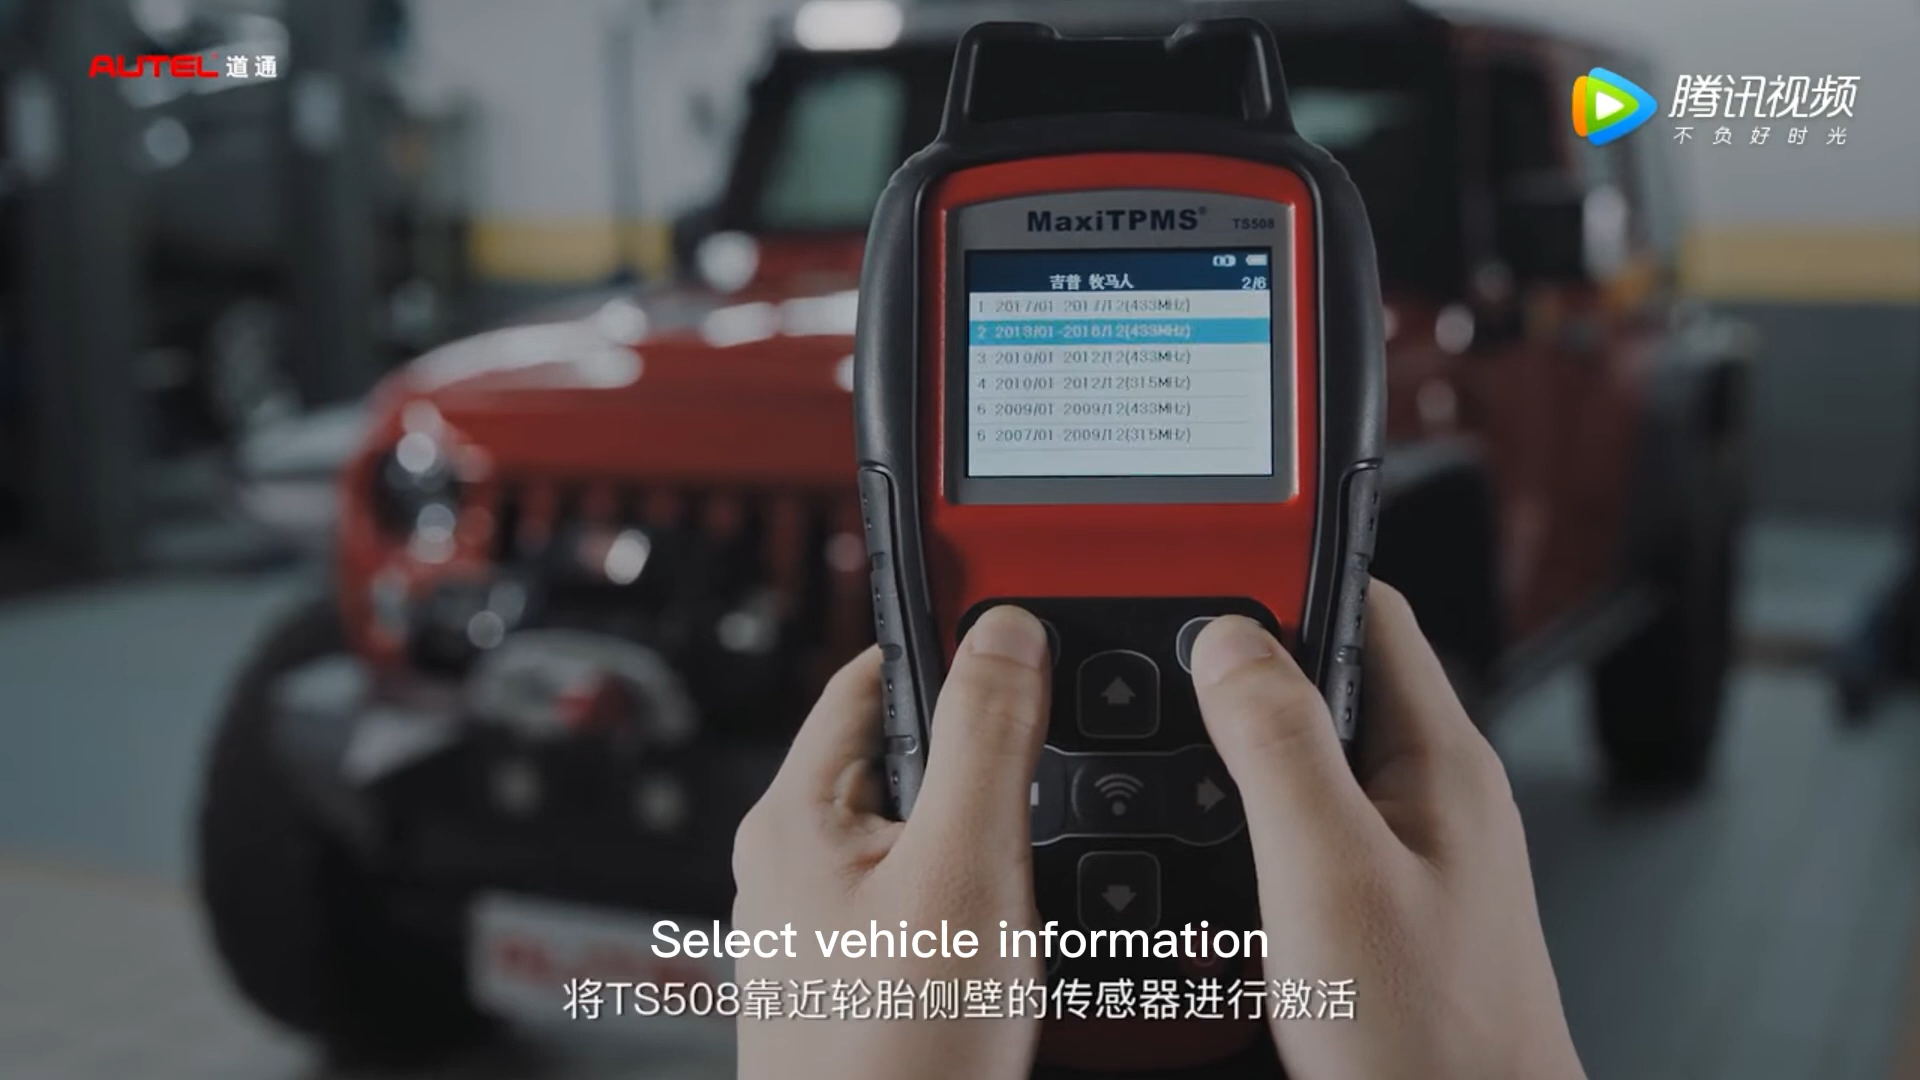 AUTEL 道通
腾讯视频
不负好时光
MaxiTPMS® TS508
吉普 牧马人 2/6
1 2017/01-2017/12(433MHz)
2 2013/01-2016/12(433MHz)
3 2010/01-2012/12(433MHz)
4 2010/01-2012/12(315MHz)
6 2009/01-2009/12(433MHz)
6 2007/01-2009/12(315MHz)
Select vehicle information
将TS508靠近轮胎侧壁的传感器进行激活